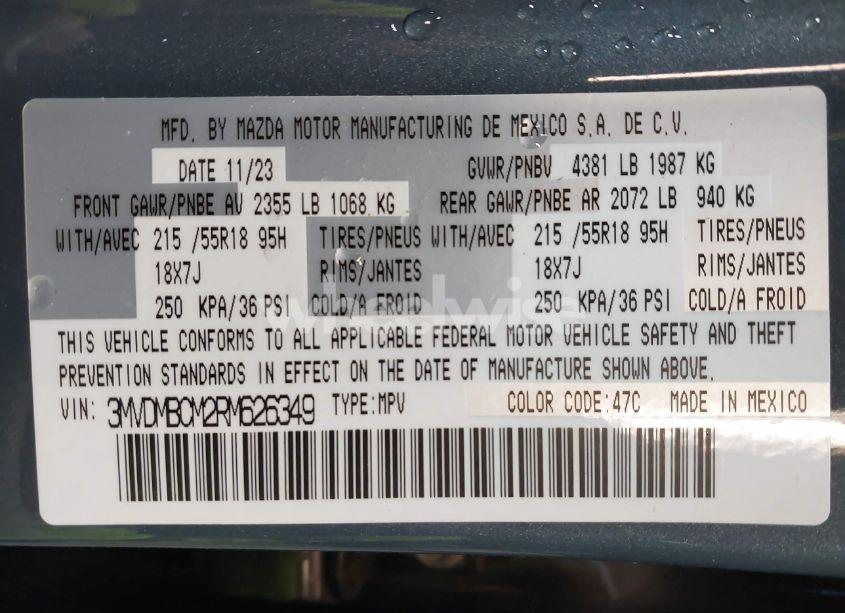 MFD. BY MAZDA MOTOR MANUFACTURING DE MEXICO S.A. DE C.V.
DATE 11/23 GVWR/PNBV 4381 LB 1987 KG
FRONT GAWR/PNBE AV 2355 LB 1068 KG REAR GAWR/PNBE AR 2072 LB 940 KG
WITH/AVEC 215 /55R18 95H TIRES/PNEUS WITH/AVEC 215 /55R18 95H TIRES/PNEUS
18X7J RIMS/JANTES 18X7J RIMS/JANTES
250 KPA/36 PSI COLD/A FROID 250 KPA/36 PSI COLD/A FROID
wheelwise
THIS VEHICLE CONFORMS TO ALL APPLICABLE FEDERAL MOTOR VEHICLE SAFETY AND THEFT
PREVENTION STANDARDS IN EFFECT ON THE DATE OF MANUFACTURE SHOWN ABOVE.
VIN: 3MVDMBCM2RM626349 TYPE:MPV COLOR CODE:47C MADE IN MEXICO